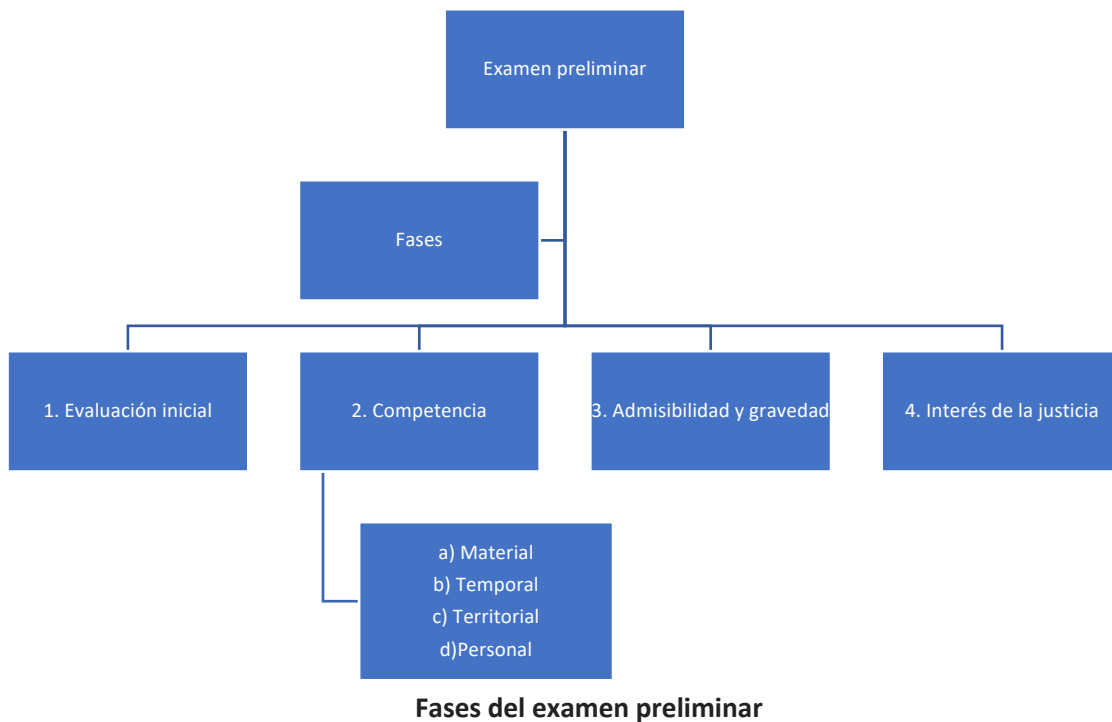 Examen preliminar
Fases
1. Evaluación inicial
2. Competencia
3. Admisibilidad y gravedad
4. Interés de la justicia
a) Material
b) Temporal
c) Territorial
d)Personal
Fases del examen preliminar